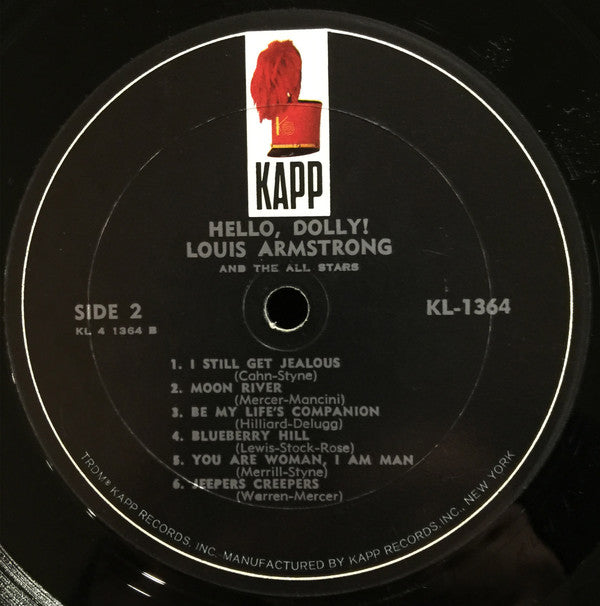 KAPP
HELLO, DOLLY!
LOUIS ARMSTRONG
AND THE ALL STARS
SIDE 2
KL 4 1364 B
KL-1364
1. I STILL GET JEALOUS
(Cahn-Styne)
2. MOON RIVER
(Mercer-Mancini)
3. BE MY LIFE'S COMPANION
(Hilliard-Delugg)
4. BLUEBERRY HILL
(Lewis-Stock-Rose)
5. YOU ARE WOMAN, I AM MAN
(Merrill-Styne)
6. JEEPERS CREEPERS
(Warren-Mercer)
TRDMK KAPP RECORDS, INC. MANUFACTURED BY KAPP RECORDS, INC., NEW YORK